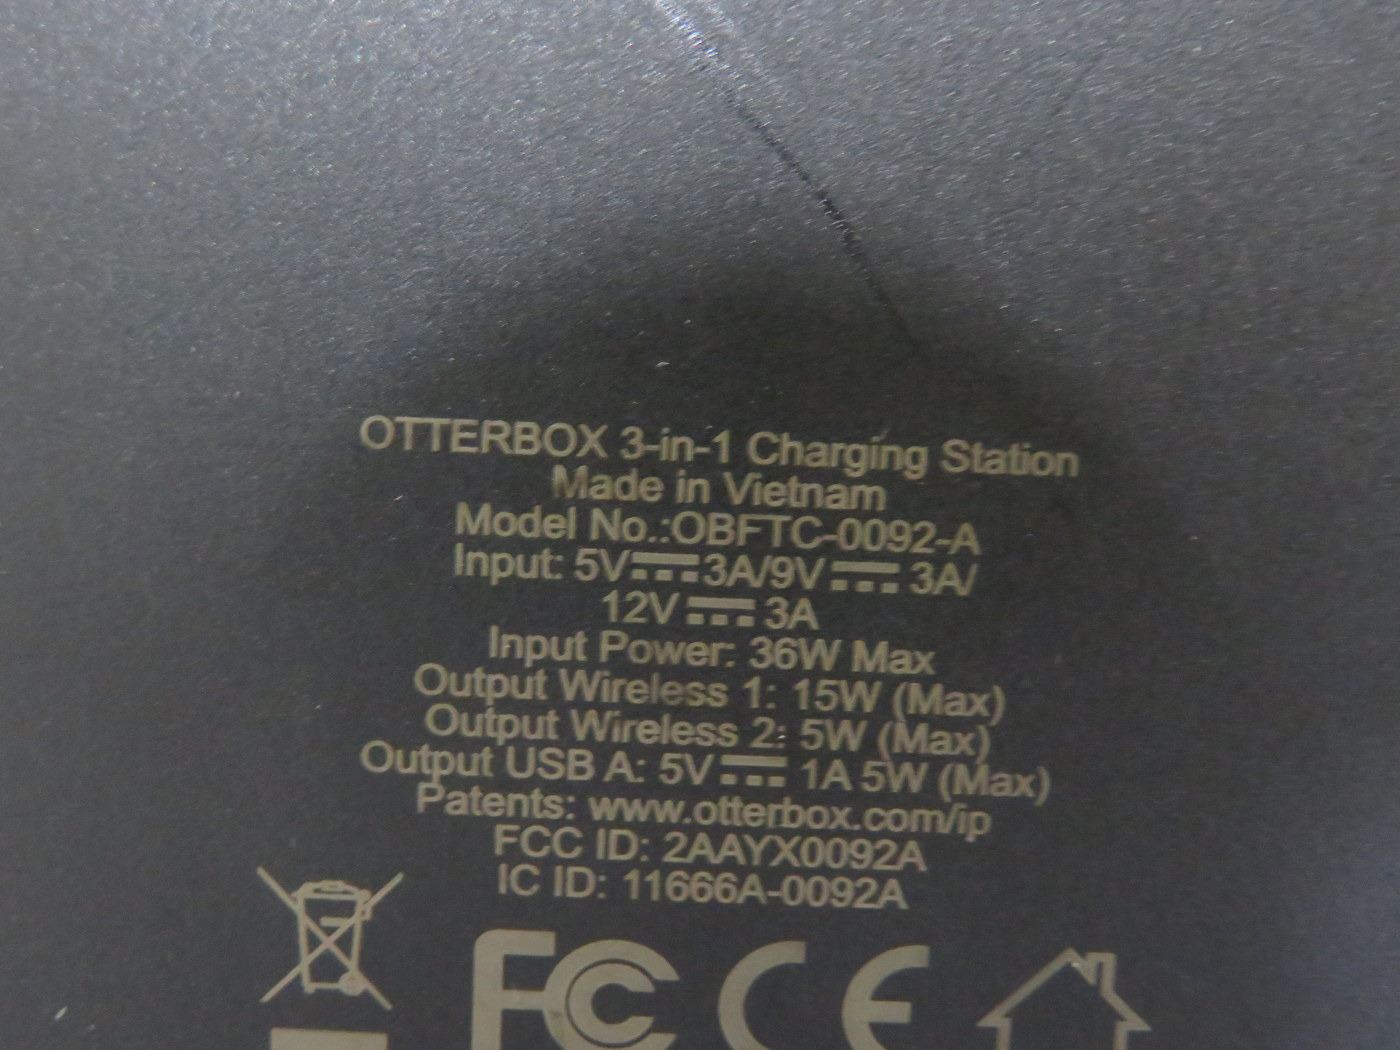 OTTERBOX 3-in-1 Charging Station
Made in Vietnam
Model No.:OBFTC-0092-A
Input: 5V⎓3A/9V⎓ 3A/
12V⎓ 3A
Input Power: 36W Max
Output Wireless 1: 15W (Max)
Output Wireless 2: 5W (Max)
Output USB A: 5V⎓ 1A 5W (Max)
Patents: www.otterbox.com/ip
FCC ID: 2AAYX0092A
IC ID: 11666A-0092A
FC CE